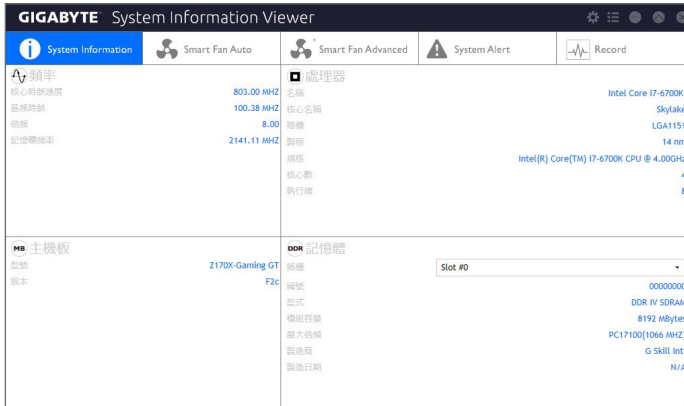 GIGABYTE™ System Information Viewer
System Information
Smart Fan Auto
Smart Fan Advanced
System Alert
Record
頻率
核心時脈速度 803.00 MHZ
基頻時脈 100.38 MHZ
倍頻 8.00
記憶體頻率 2141.11 MHZ
處理器
名稱 Intel Core i7-6700K
核心名稱 Skylake
插槽 LGA1151
製程 14 nm
規格 Intel(R) Core(TM) i7-6700K CPU @ 4.00GHz
核心數 4
執行緒 8
MB 主機板
型號 Z170X-Gaming GT
版本 F2c
DDR 記憶體
插槽 Slot #0
編號 00000000
型式 DDR IV SDRAM
模組容量 8192 MBytes
最大倍頻 PC17100[1066 MHZ]
製造商 G Skill Int
製造日期 N/A